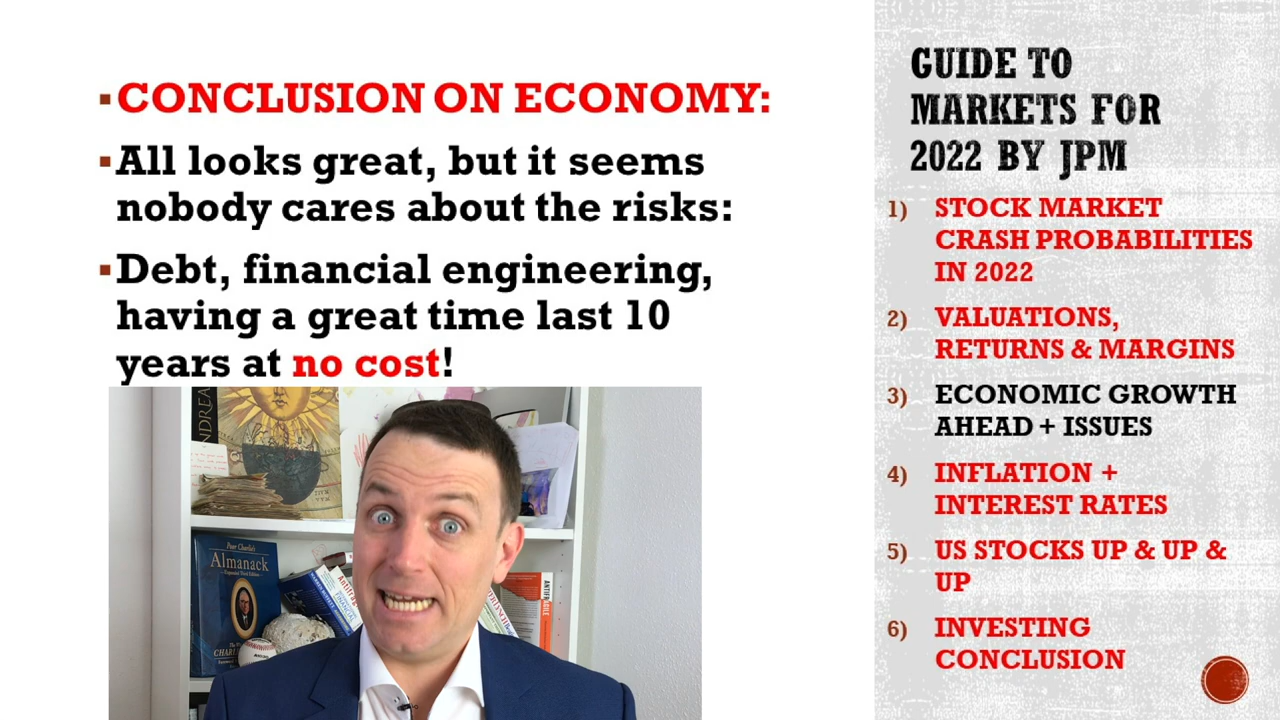 CONCLUSION ON ECONOMY:
All looks great, but it seems
nobody cares about the risks:
Debt, financial engineering,
having a great time last 10
years at no cost!
GUIDE TO
MARKETS FOR
2022 BY JPM
1) STOCK MARKET
CRASH PROBABILITIES
IN 2022
2) VALUATIONS,
RETURNS & MARGINS
3) ECONOMIC GROWTH
AHEAD + ISSUES
4) INFLATION +
INTEREST RATES
5) US STOCKS UP & UP &
UP
6) INVESTING
CONCLUSION
Poor Charlie's
Almanack
ANTIFRAGILE